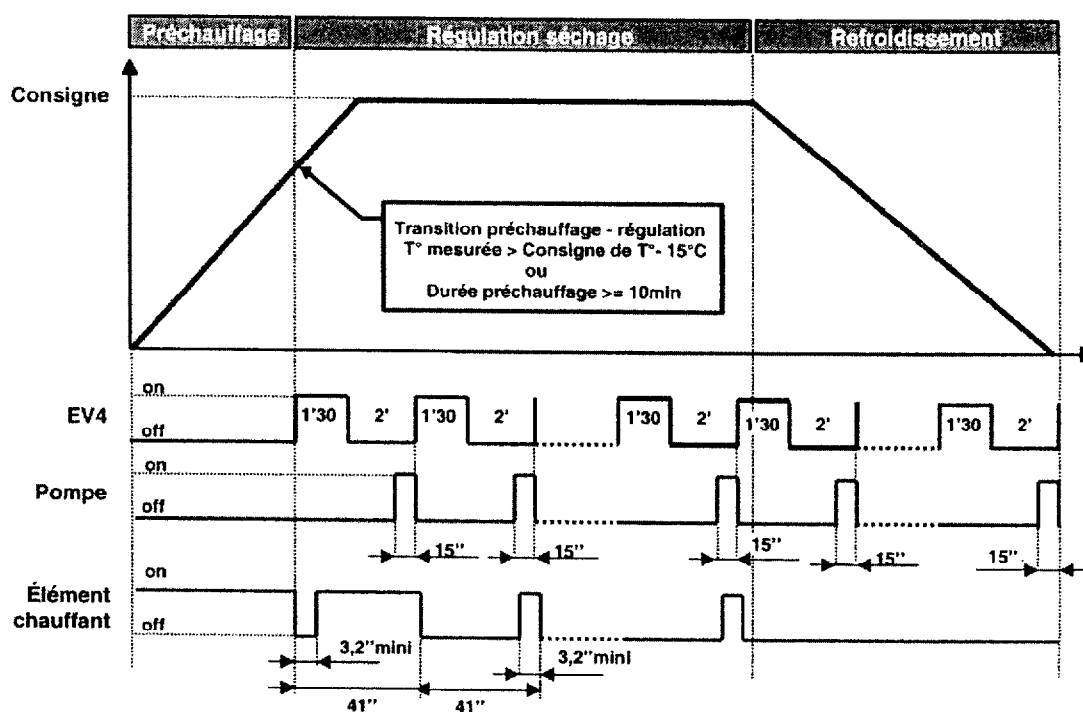 Préchauffage Régulation séchage Refroidissement
Consigne
Transition préchauffage - régulation
T° mesurée > Consigne de T°- 15°C
ou
Durée préchauffage >= 10min
on
EV4 1'30 2' 1'30 2' 1'30 2' 1'30 2' 1'30 2'
off
on
Pompe
off
15'' 15'' 15'' 15'' 15''
on
Élément
chauffant
off
3,2''mini 3,2''mini
41'' 41''